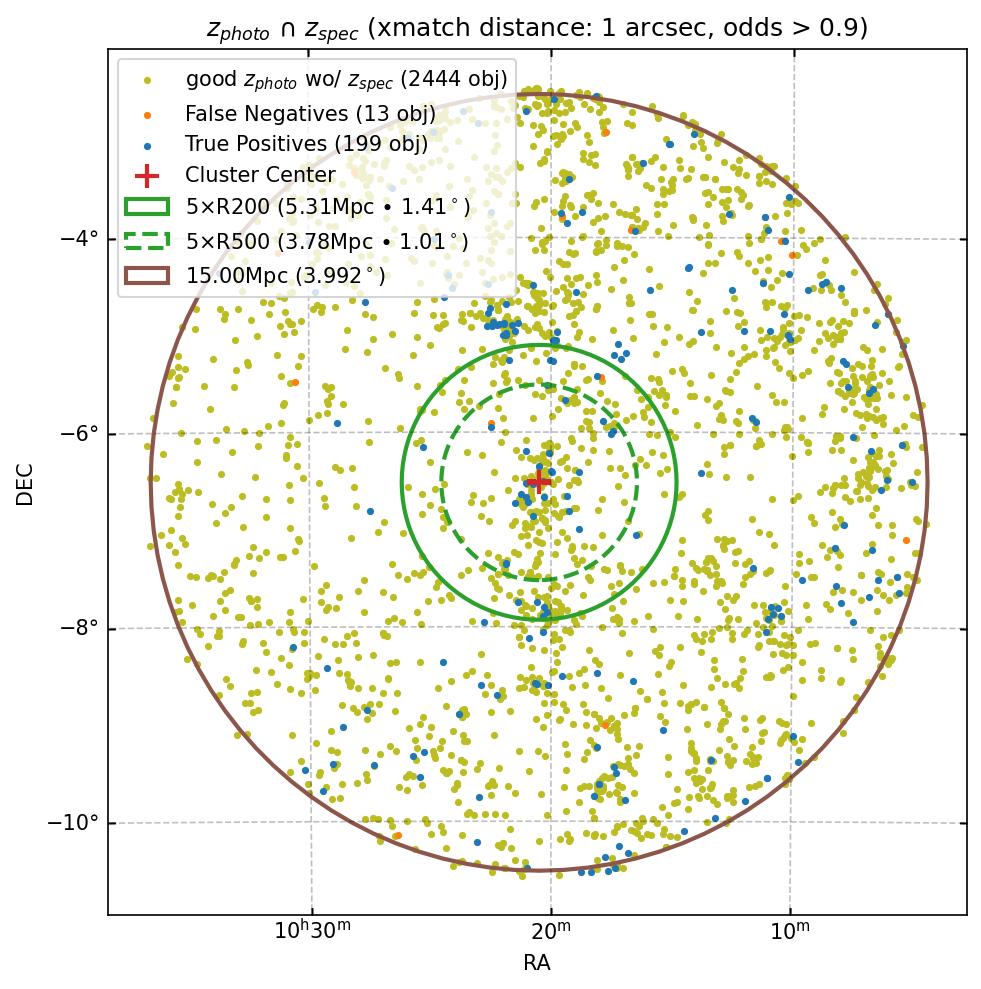 z_photo ∩ z_spec (xmatch distance: 1 arcsec, odds > 0.9)
good z_photo wo/ z_spec (2444 obj)
False Negatives (13 obj)
True Positives (199 obj)
Cluster Center
5×R200 (5.31Mpc • 1.41°)
5×R500 (3.78Mpc • 1.01°)
15.00Mpc (3.992°)
−4°
−6°
−8°
−10°
DEC
10ʰ30ᵐ 20ᵐ 10ᵐ
RA